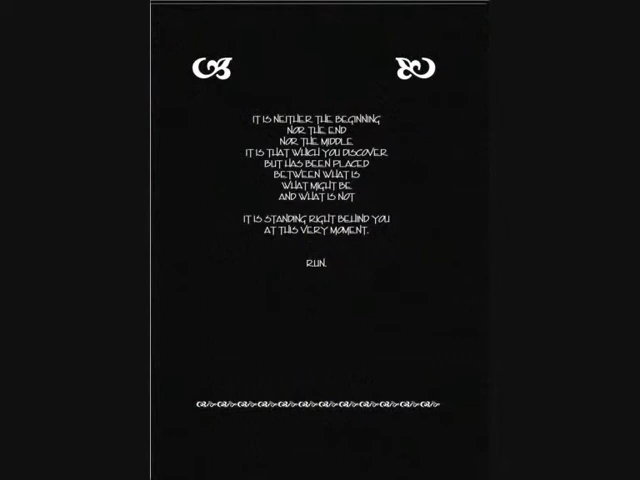 IT IS NEITHER THE BEGINNING
NOR THE END
NOR THE MIDDLE
IT IS THAT WHICH YOU DISCOVER
BUT HAS BEEN PLACED
BETWEEN WHAT IS
WHAT MIGHT BE
AND WHAT IS NOT
IT IS STANDING RIGHT BEHIND YOU
AT THIS VERY MOMENT.
RUN.